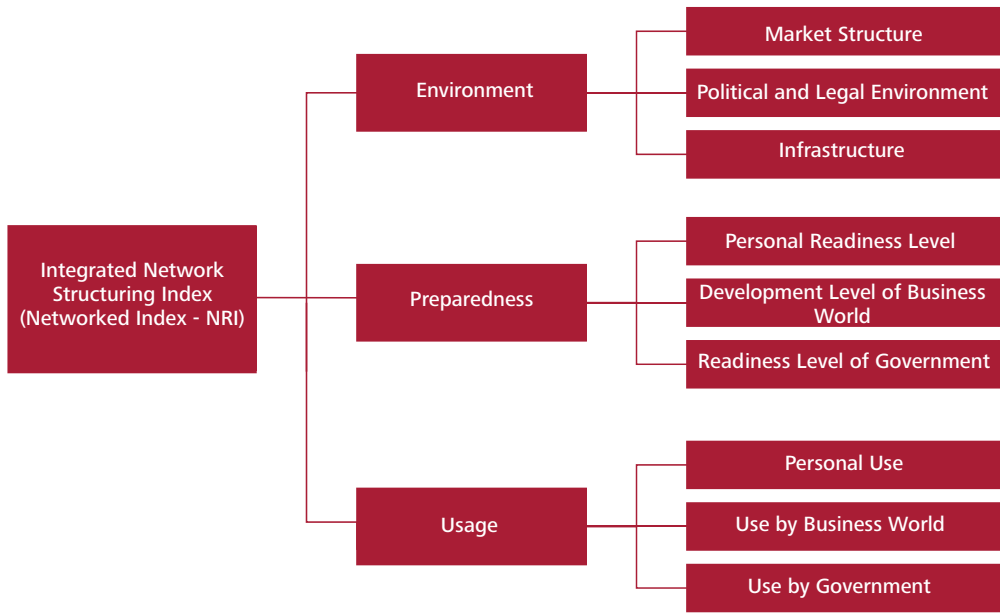 Market Structure
Environment
Political and Legal Environment
Infrastructure
Integrated Network
Structuring Index
(Networked Index - NRI)
Personal Readiness Level
Preparedness
Development Level of Business
World
Readiness Level of Government
Personal Use
Usage
Use by Business World
Use by Government